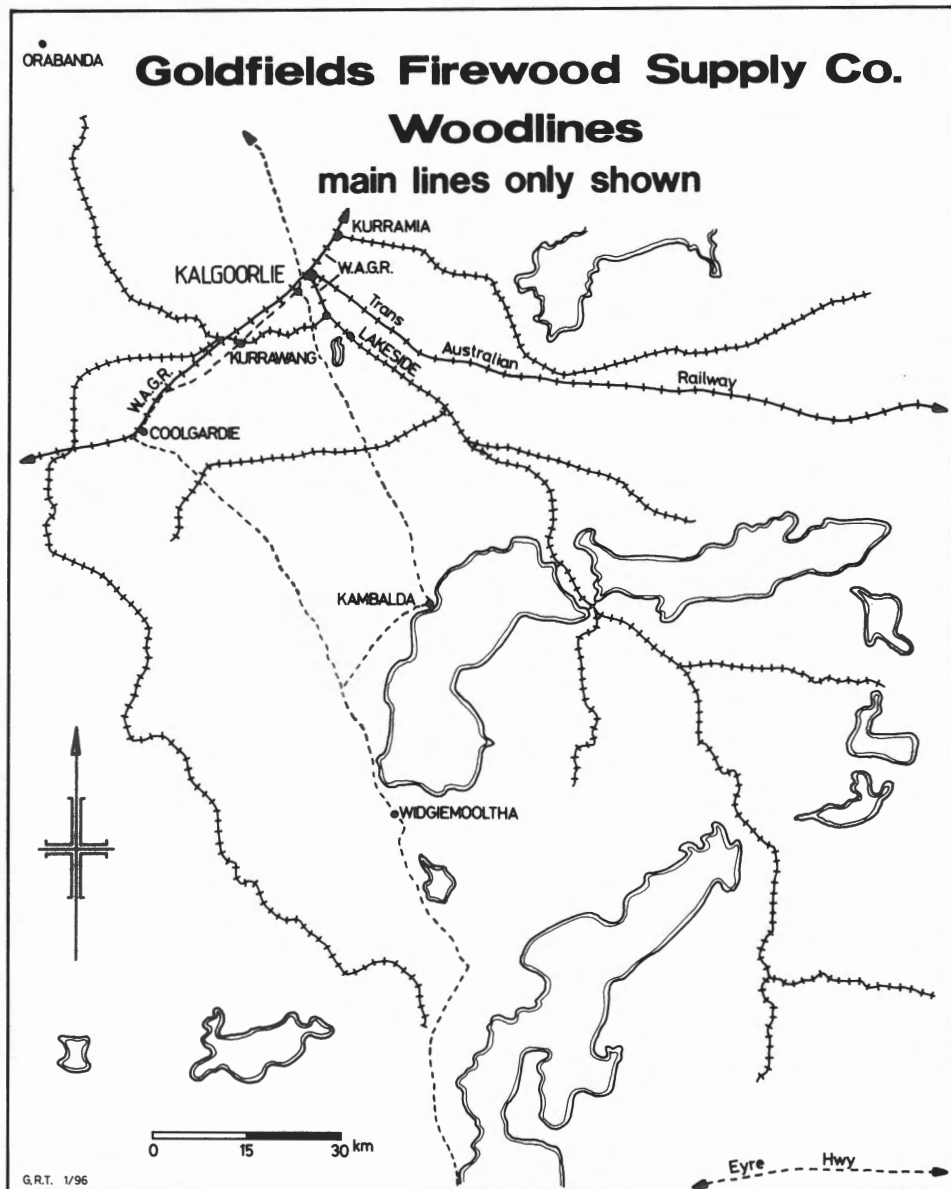 ORABANDA
Goldfields Firewood Supply Co.
Woodlines
main lines only shown
KURRAMIA
W.A.G.R.
KALGOORLIE
Trans
Australian
Railway
LAKESIDE
KURRAWANG
W.A.G.R.
COOLGARDIE
KAMBALDA
WIDGIEMOOLTHA
0 15 30 km
Eyre Hwy
G.R.T. 1/96